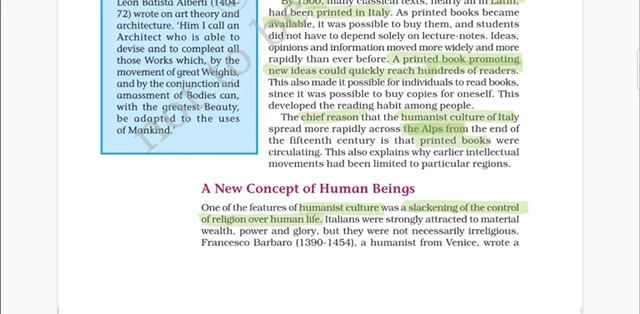 Leon Batista Alberti (1404-
72) wrote on art theory and
architecture. 'Him I call an
Architect who is able to
devise and to compleat all
those Works which, by the
movement of great Weights,
and by the conjunction and
amassment of Bodies can,
with the greatest Beauty,
be adapted to the uses
of Mankind.'
By 1500, many classical texts, nearly all in Latin,
had been printed in Italy. As printed books became
available, it was possible to buy them, and students
did not have to depend solely on lecture-notes. Ideas,
opinions and information moved more widely and more
rapidly than ever before. A printed book promoting
new ideas could quickly reach hundreds of readers.
This also made it possible for individuals to read books,
since it was possible to buy copies for oneself. This
developed the reading habit among people.
The chief reason that the humanist culture of Italy
spread more rapidly across the Alps from the end of
the fifteenth century is that printed books were
circulating. This also explains why earlier intellectual
movements had been limited to particular regions.
A New Concept of Human Beings
One of the features of humanist culture was a slackening of the control
of religion over human life. Italians were strongly attracted to material
wealth, power and glory, but they were not necessarily irreligious.
Francesco Barbaro (1390-1454), a humanist from Venice, wrote a
not to be